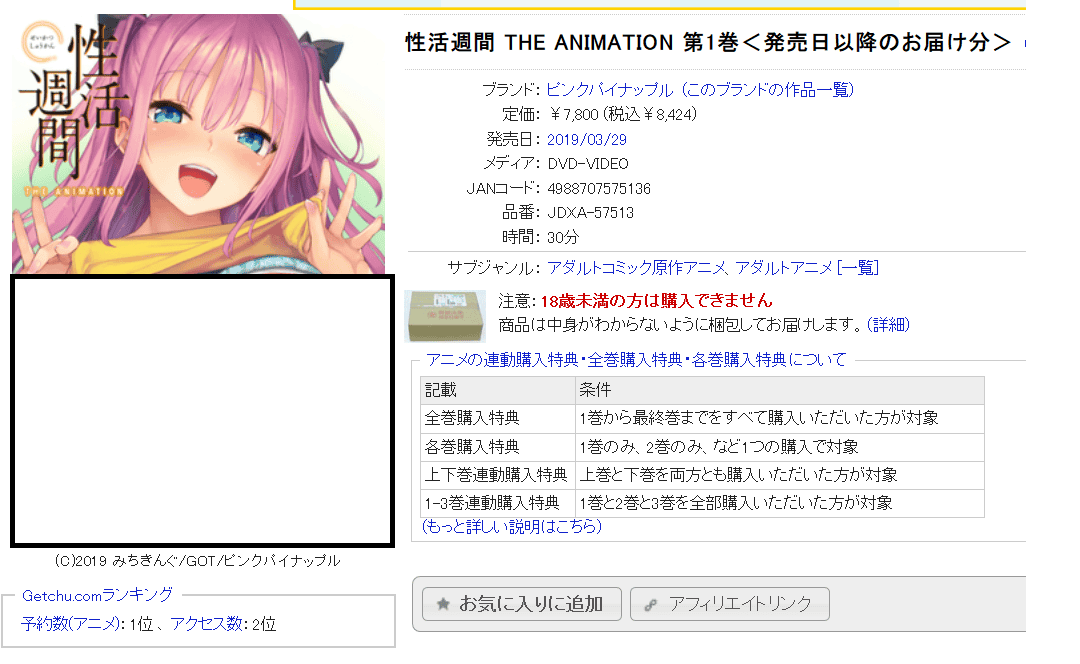 せいかつ
しゅうかん
性活
週間
THE ANIMATION
(C)2019 みちきんぐ/GOT/ピンクパイナップル
Getchu.comランキング
予約数(アニメ): 1位 、 アクセス数: 2位
性活週間 THE ANIMATION 第1巻＜発売日以降のお届け分＞
ブランド: ピンクパイナップル (このブランドの作品一覧)
定価: ￥7,800 (税込￥8,424)
発売日: 2019/03/29
メディア: DVD-VIDEO
JANコード: 4988707575136
品番: JDXA-57513
時間: 30分
サブジャンル: アダルトコミック原作アニメ、アダルトアニメ [一覧]
注意: 18歳未満の方は購入できません
商品は中身がわからないように梱包してお届けします。(詳細)
アニメの連動購入特典・全巻購入特典・各巻購入特典について
記載 条件
全巻購入特典 1巻から最終巻までをすべて購入いただいた方が対象
各巻購入特典 1巻のみ、2巻のみ、など1つの購入で対象
上下巻連動購入特典 上巻と下巻を両方とも購入いただいた方が対象
1-3巻連動購入特典 1巻と2巻と3巻を全部購入いただいた方が対象
(もっと詳しい説明はこちら)
お気に入りに追加 アフィリエイトリンク